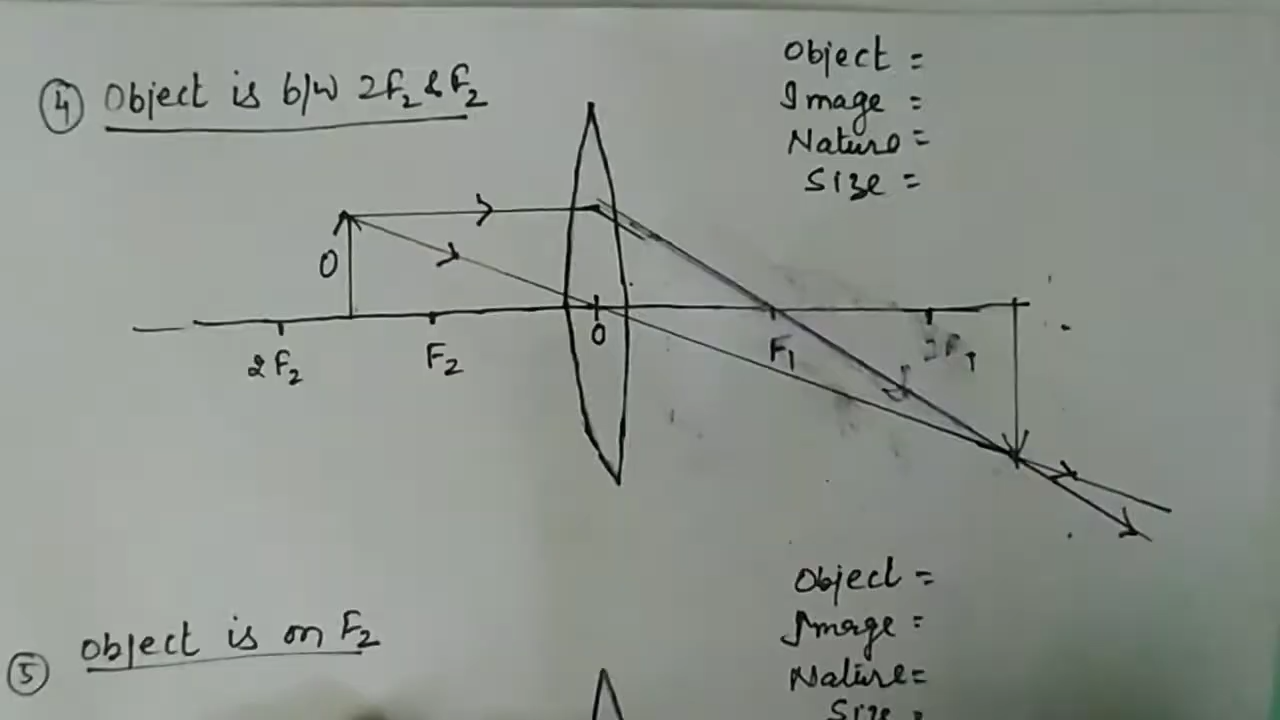 ④ Object is b/w 2F₂ & F₂
Object =
Image =
Nature =
Size =
O
2F₂
F₂
O
F₁
2F₁
⑤ Object is on F₂
Object =
Image =
Nature =
Size =